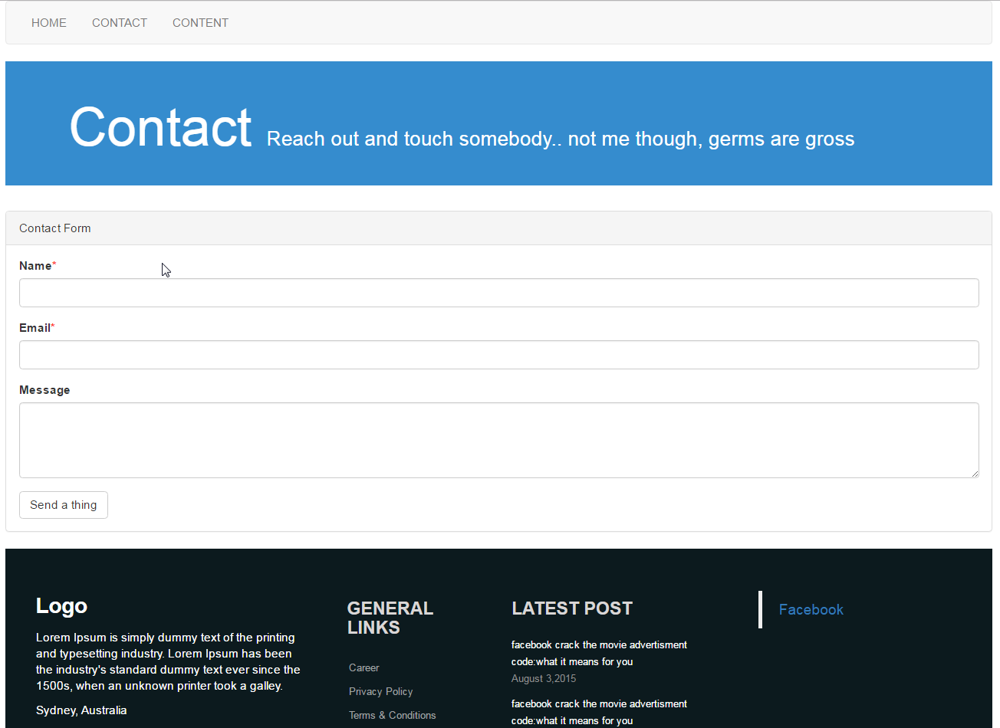 HOME CONTACT CONTENT
Contact Reach out and touch somebody.. not me though, germs are gross
Contact Form
Name*
Email*
Message
Send a thing
Logo
Lorem Ipsum is simply dummy text of the printing
and typesetting industry. Lorem Ipsum has been
the industry's standard dummy text ever since the
1500s, when an unknown printer took a galley.
Sydney, Australia
GENERAL
LINKS
Career
Privacy Policy
Terms & Conditions
LATEST POST
facebook crack the movie advertisment
code:what it means for you
August 3,2015
facebook crack the movie advertisment
code:what it means for you
Facebook